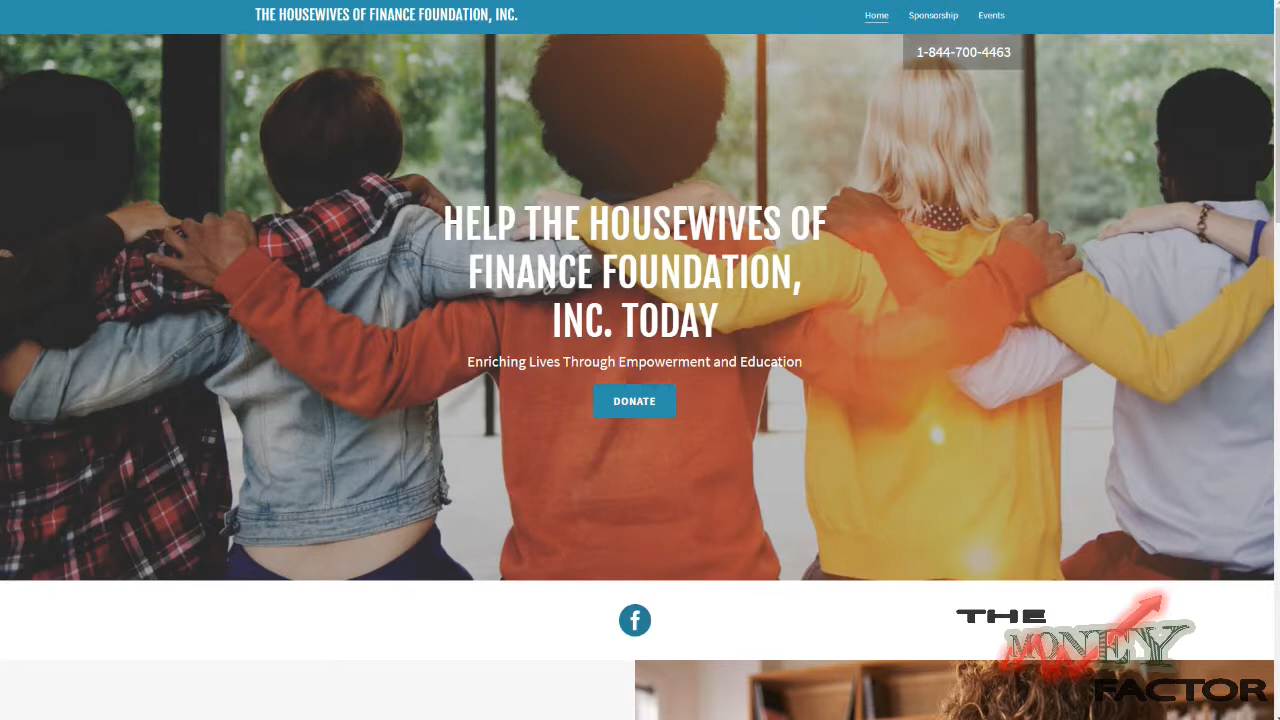 THE HOUSEWIVES OF FINANCE FOUNDATION, INC.
Home Sponsorship Events
1-844-700-4463
HELP THE HOUSEWIVES OF
FINANCE FOUNDATION,
INC. TODAY
Enriching Lives Through Empowerment and Education
DONATE
f
THE
MONEY
FACTOR